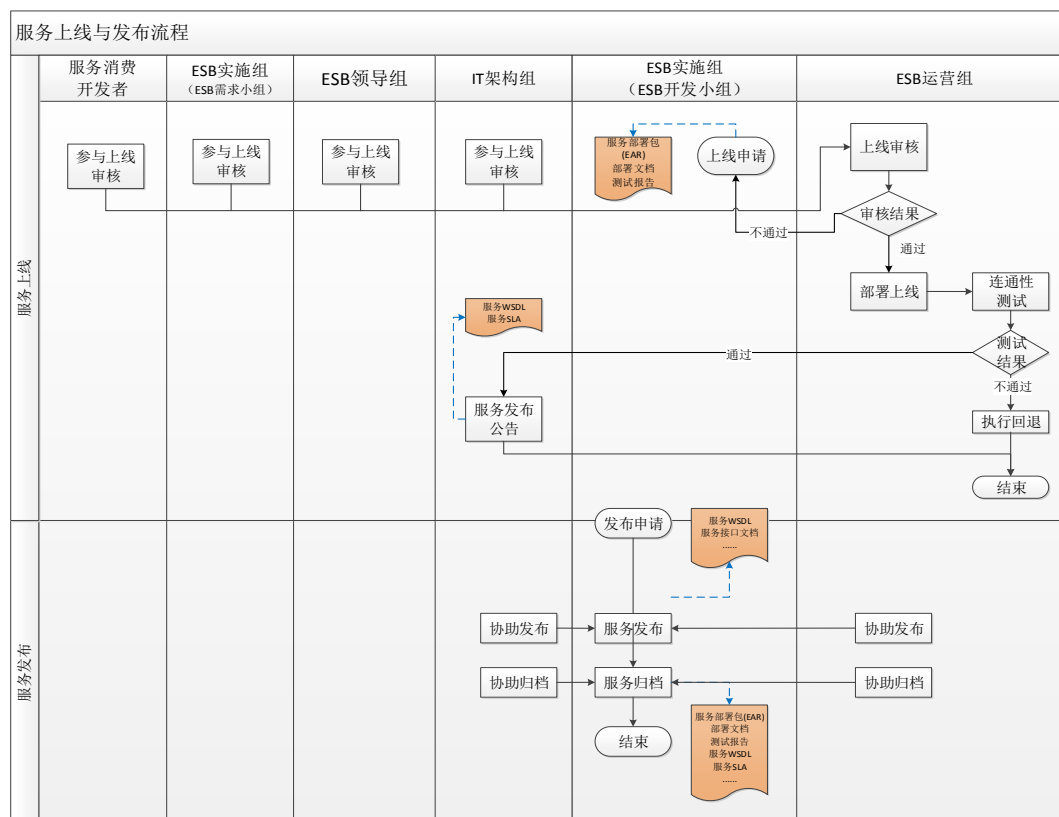 服务上线与发布流程
服务消费
开发者
ESB实施组
（ESB需求小组）
ESB领导组
IT架构组
ESB实施组
（ESB开发小组）
ESB运营组
服务上线
参与上线
审核
参与上线
审核
参与上线
审核
参与上线
审核
服务部署包
(EAR)
部署文档
测试报告
上线申请
上线审核
审核结果
不通过
通过
部署上线
连通性
测试
服务WSDL
服务SLA
测试
结果
通过
不通过
服务发布
公告
执行回退
结束
服务发布
发布申请
服务WSDL
服务接口文档
......
协助发布
服务发布
协助发布
协助归档
服务归档
协助归档
结束
服务部署包(EAR)
部署文档
测试报告
服务WSDL
服务SLA
......